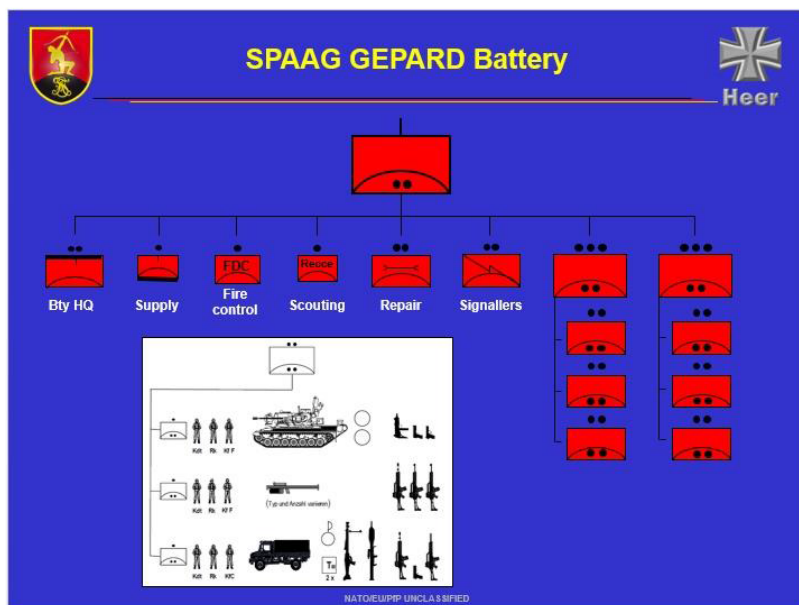 SPAAG GEPARD Battery
Heer
FDC
Recce
Bty HQ
Supply
Fire
control
Scouting
Repair
Signallers
Kdt Rk Kf F
Kdt Rk Kf F
(Typ und Anzahl variieren)
Kdt Rk KfC
2 x
NATO/EU/PfP UNCLASSIFIED